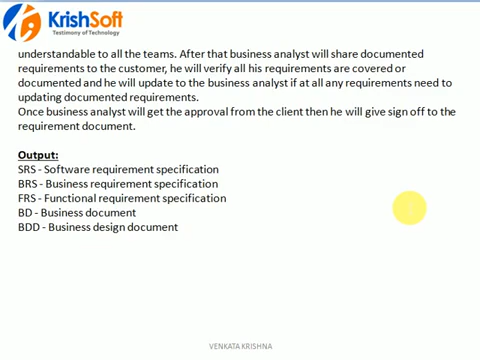 KrishSoft
Testimony of Technology
understandable to all the teams. After that business analyst will share documented
requirements to the customer, he will verify all his requirements are covered or
documented and he will update to the business analyst if at all any requirements need to
updating documented requirements.
Once business analyst will get the approval from the client then he will give sign off to the
requirement document.
Output:
SRS - Software requirement specification
BRS - Business requirement specification
FRS - Functional requirement specification
BD - Business document
BDD - Business design document
VENKATA KRISHNA